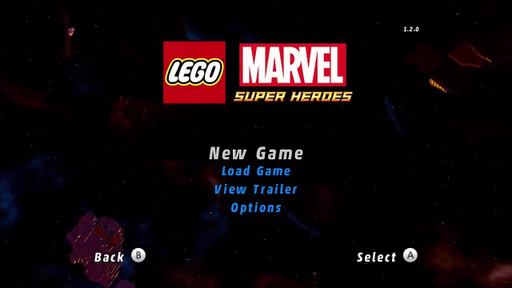 1.2.0
LEGO MARVEL
SUPER HEROES
New Game
Load Game
View Trailer
Options
Back B
Select A